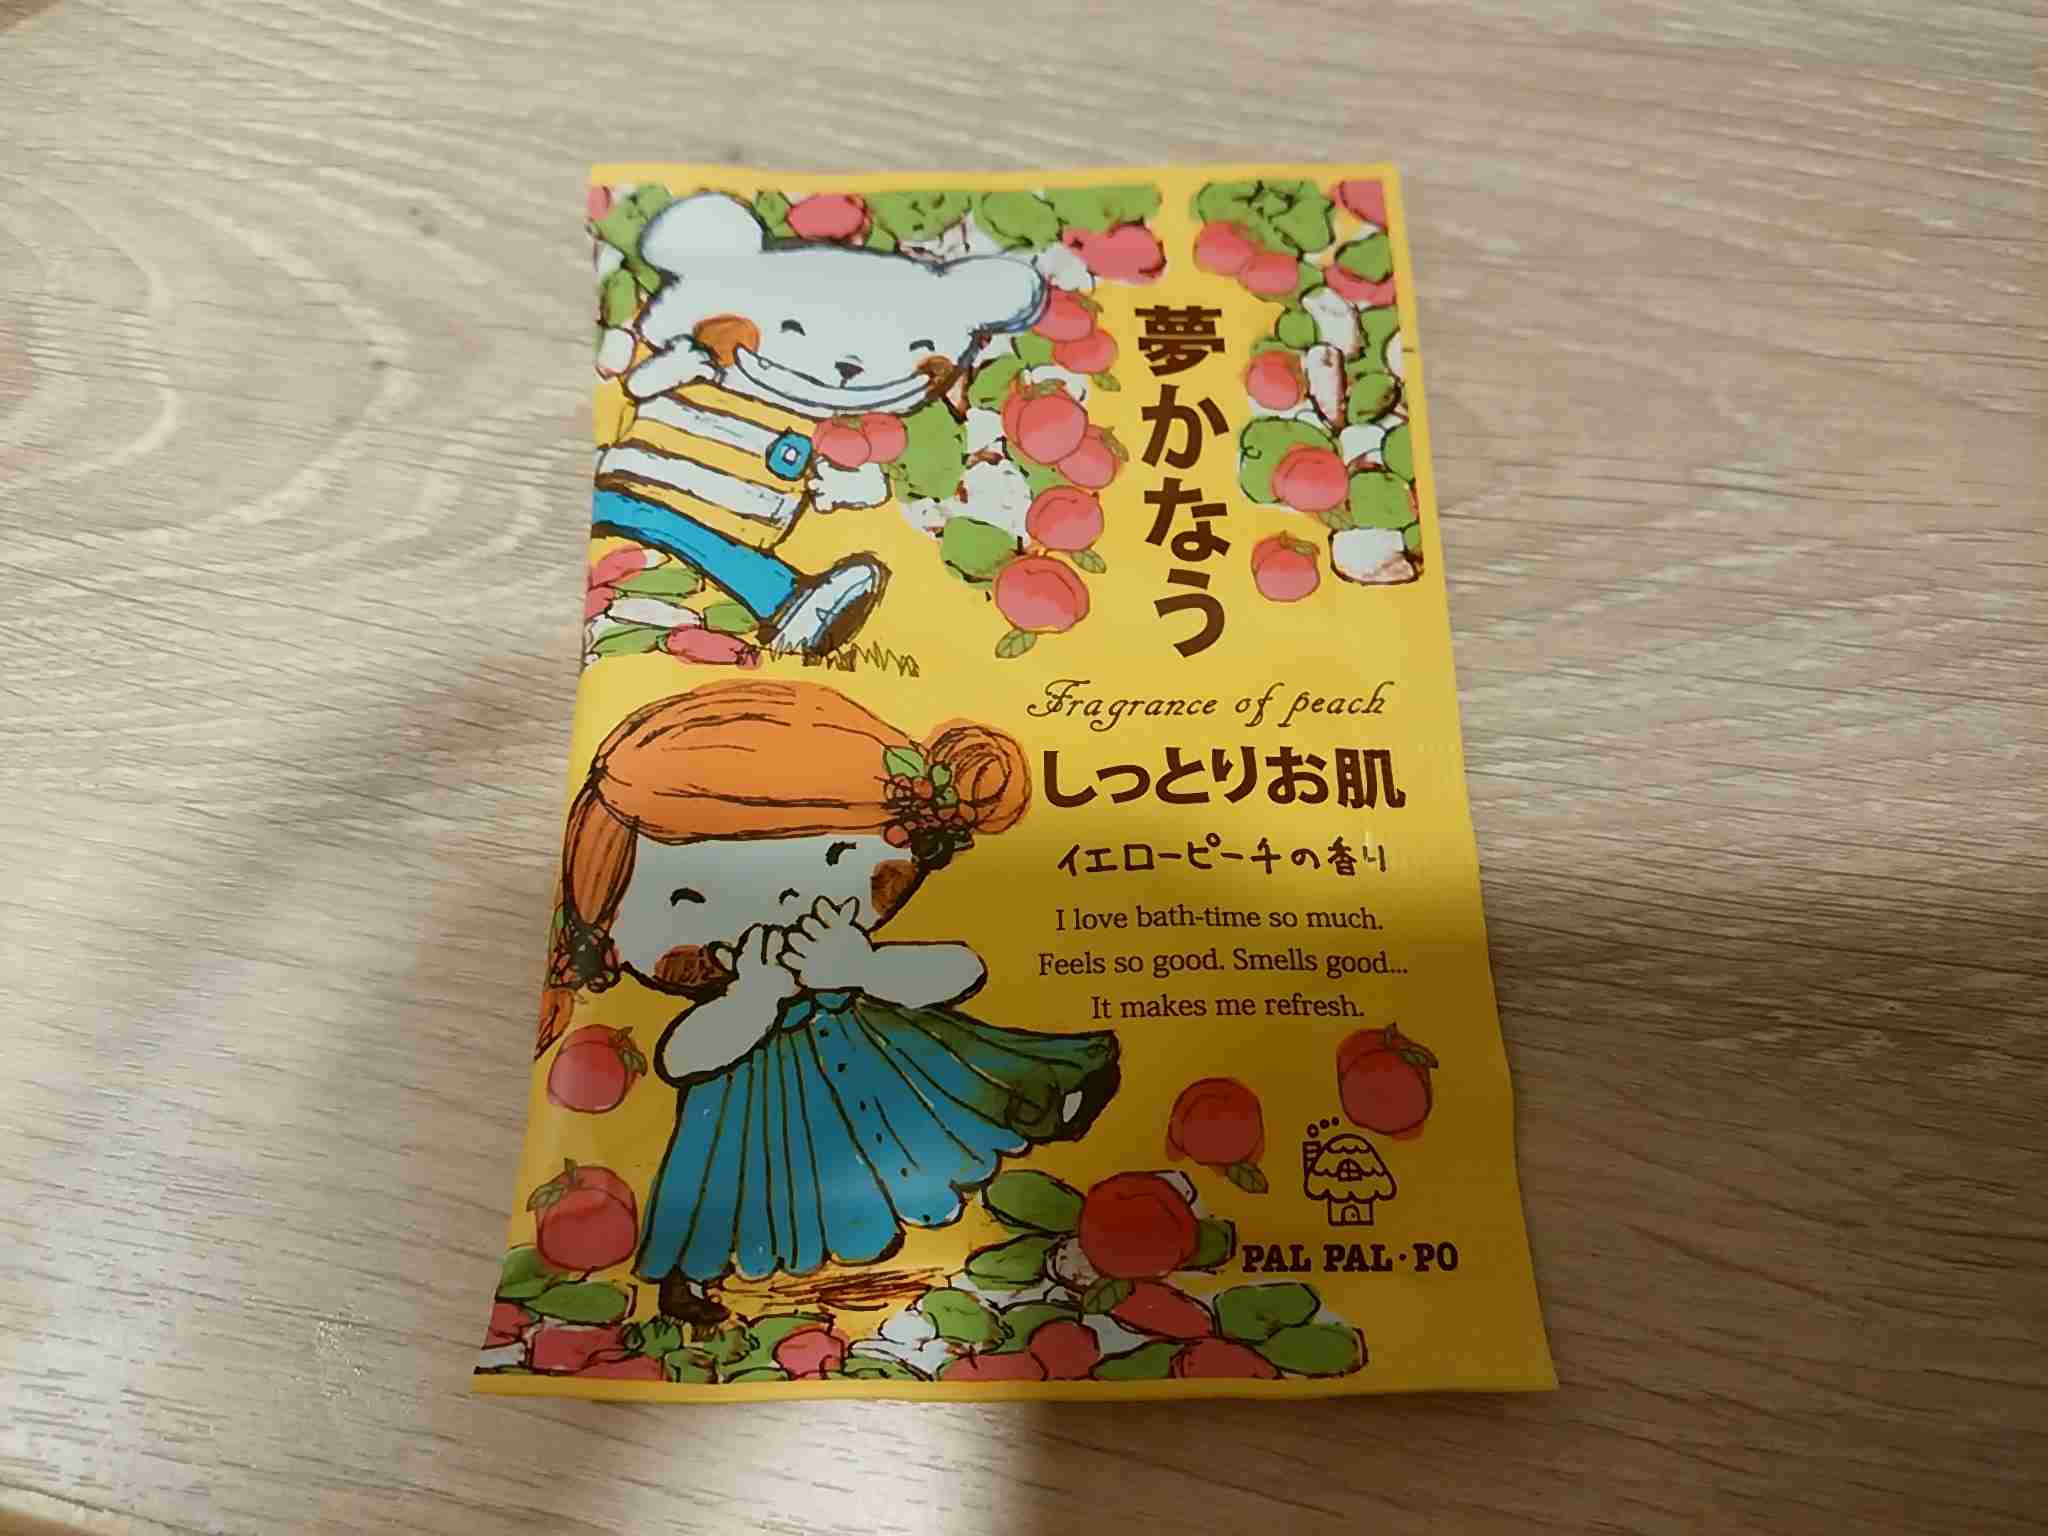 夢かなう
Fragrance of peach
しっとりお肌
イエローピーチの香り
I love bath-time so much.
Feels so good. Smells good...
It makes me refresh.
PAL PAL・PO